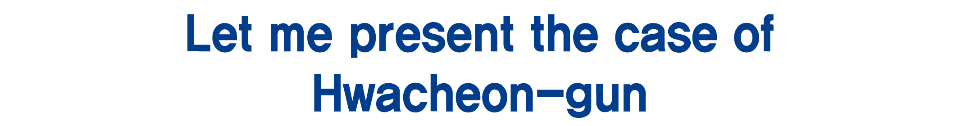 Let me present the case of
Hwacheon-gun